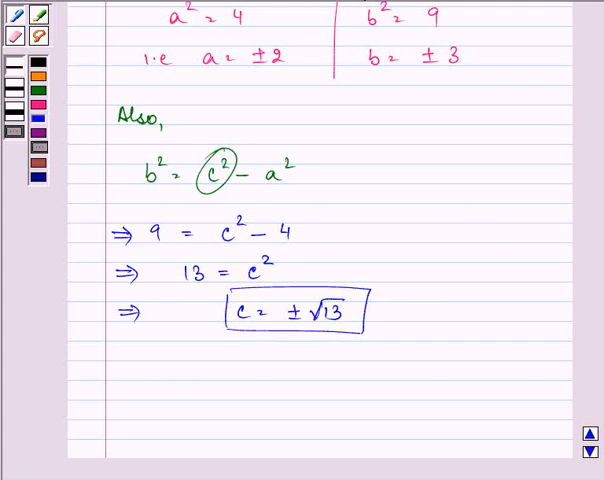 a² = 4 b² = 9
i.e a = ±2 b = ±3
Also,
b² = c² - a²
⇒ 9 = c² - 4
⇒ 13 = c²
⇒ c = ±√13